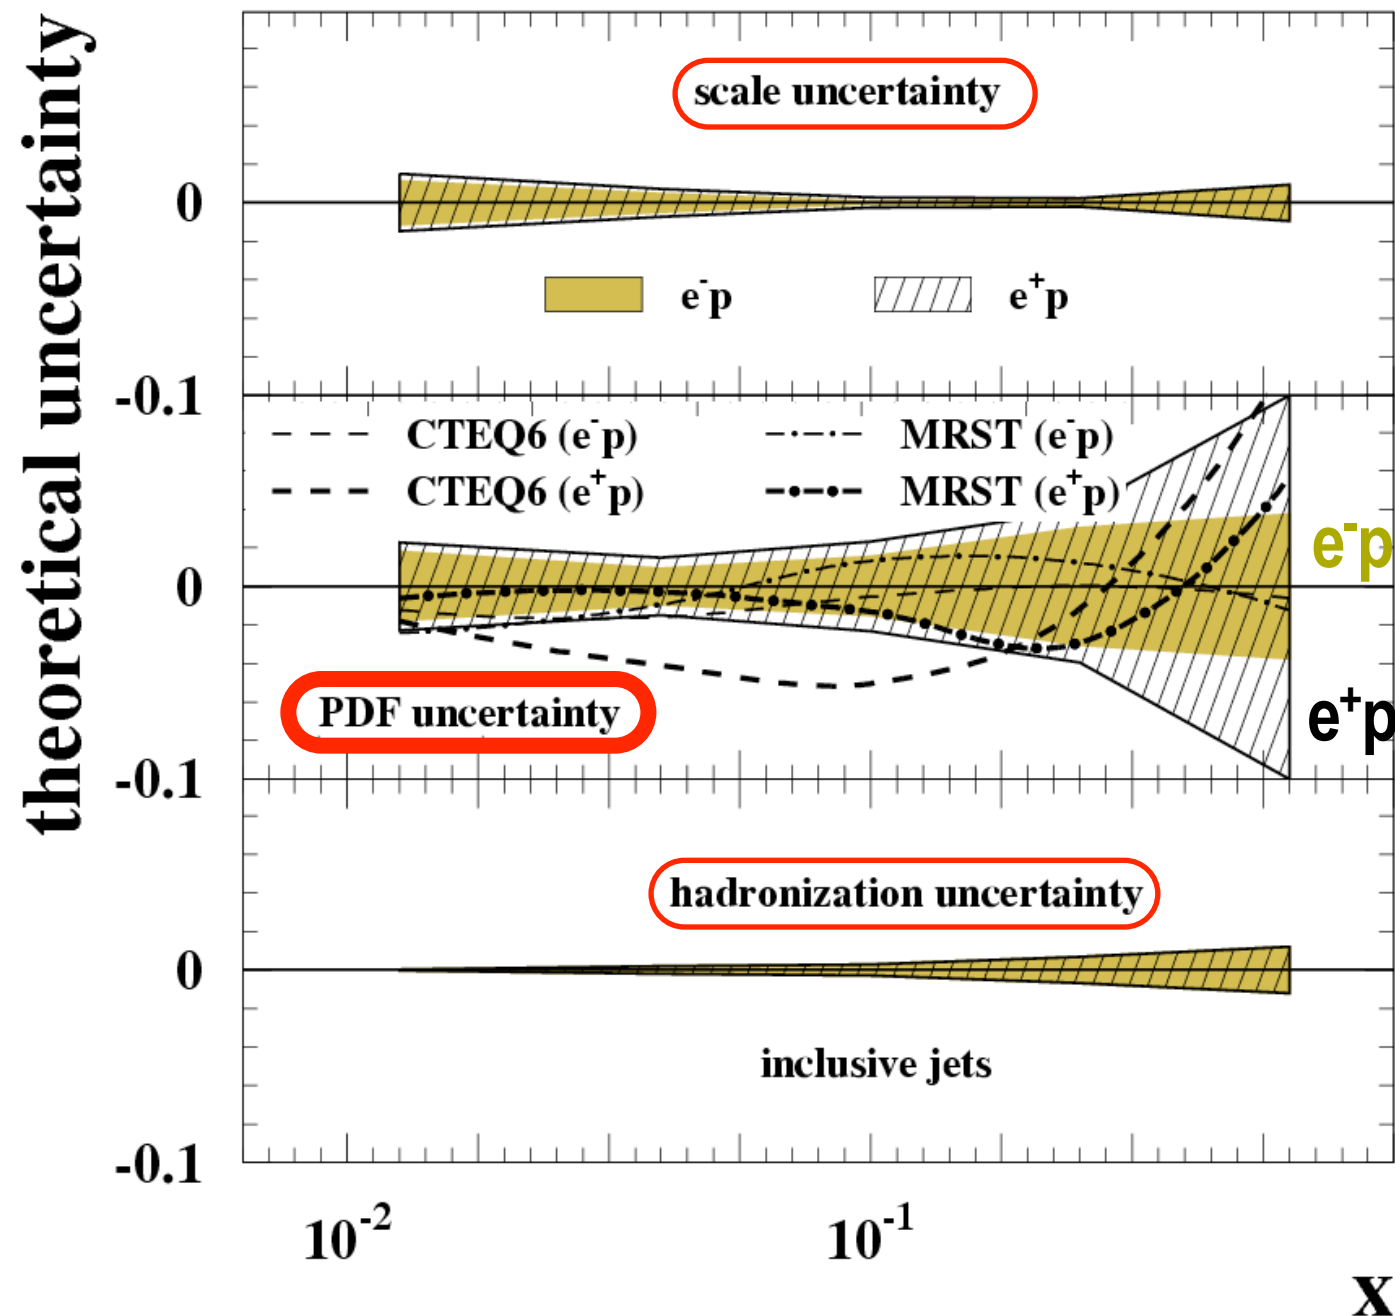 theoretical uncertainty
scale uncertainty
0
e⁻p e⁺p
-0.1
CTEQ6 (e⁻p) MRST (e⁻p)
CTEQ6 (e⁺p) MRST (e⁺p)
e⁻p
0
PDF uncertainty
e⁺p
-0.1
hadronization uncertainty
0
inclusive jets
-0.1
10⁻² 10⁻¹
x